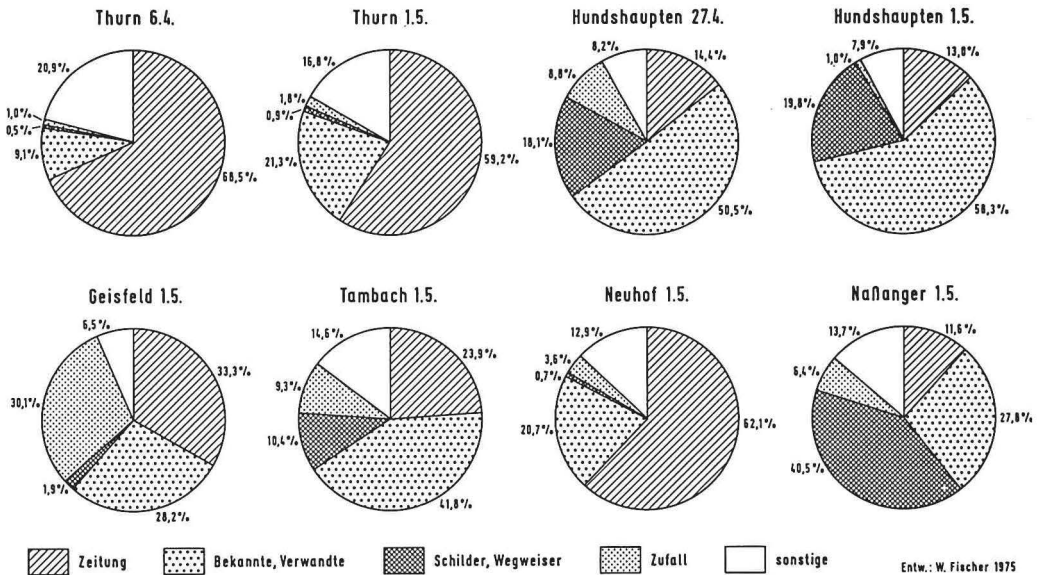 Thurn 6.4.
20,9%
1,0%
0,5%
9,1%
68,5%
Thurn 1.5.
16,8%
1,8%
0,9%
21,3%
59,2%
Hundshaupten 27.4.
8,2%
14,4%
8,8%
18,1%
50,5%
Hundshaupten 1.5.
7,9%
1,0%
13,0%
19,8%
58,3%
Geisfeld 1.5.
6,5%
33,3%
30,1%
1,9%
28,2%
Tambach 1.5.
14,6%
23,9%
9,3%
10,4%
41,8%
Neuhof 1.5.
12,9%
3,6%
0,7%
20,7%
62,1%
Naßanger 1.5.
13,7%
11,6%
6,4%
27,8%
40,5%
Zeitung
Bekannte, Verwandte
Schilder, Wegweiser
Zufall
sonstige
Entw.: W. Fischer 1975